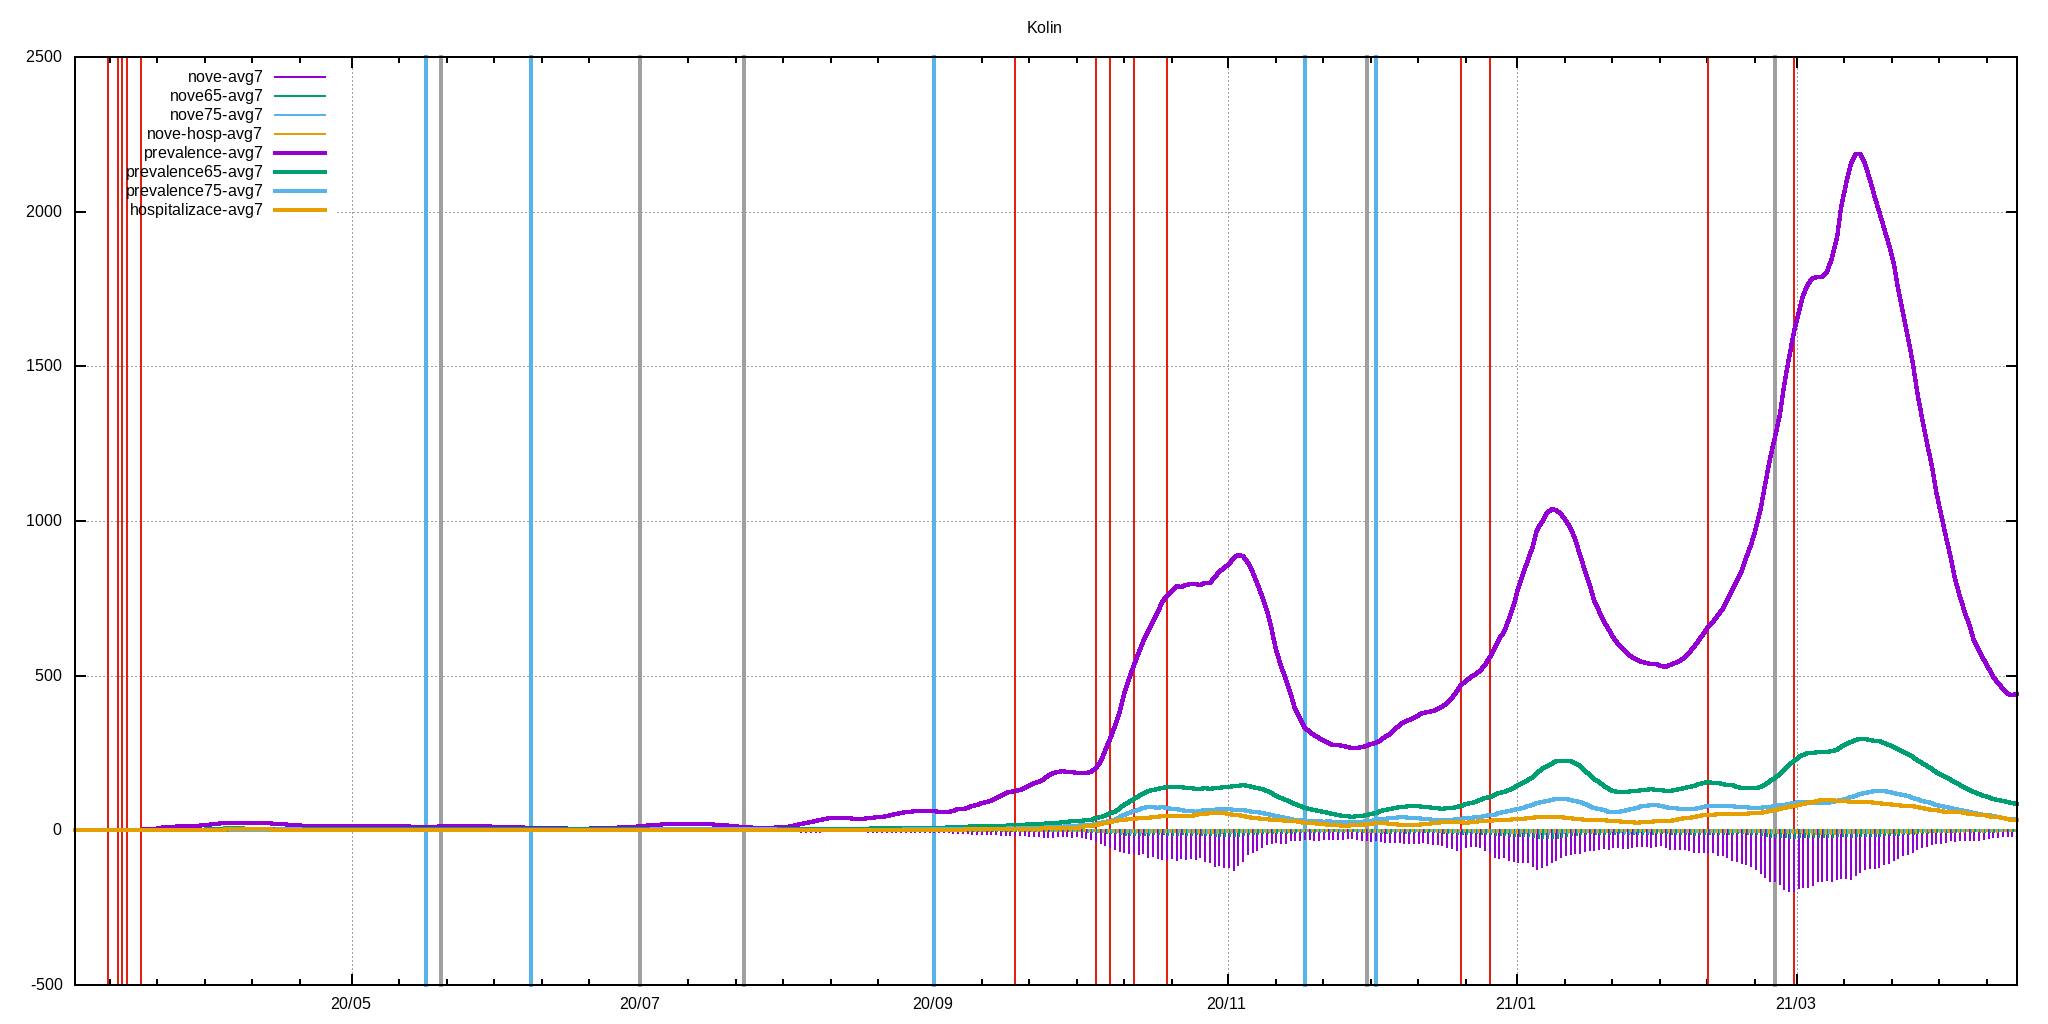 Kolin
2500
nove-avg7
nove65-avg7
nove75-avg7
nove-hosp-avg7
prevalence-avg7
prevalence65-avg7
prevalence75-avg7
hospitalizace-avg7
2000
1500
1000
500
0
-500
20/05 20/07 20/09 20/11 21/01 21/03